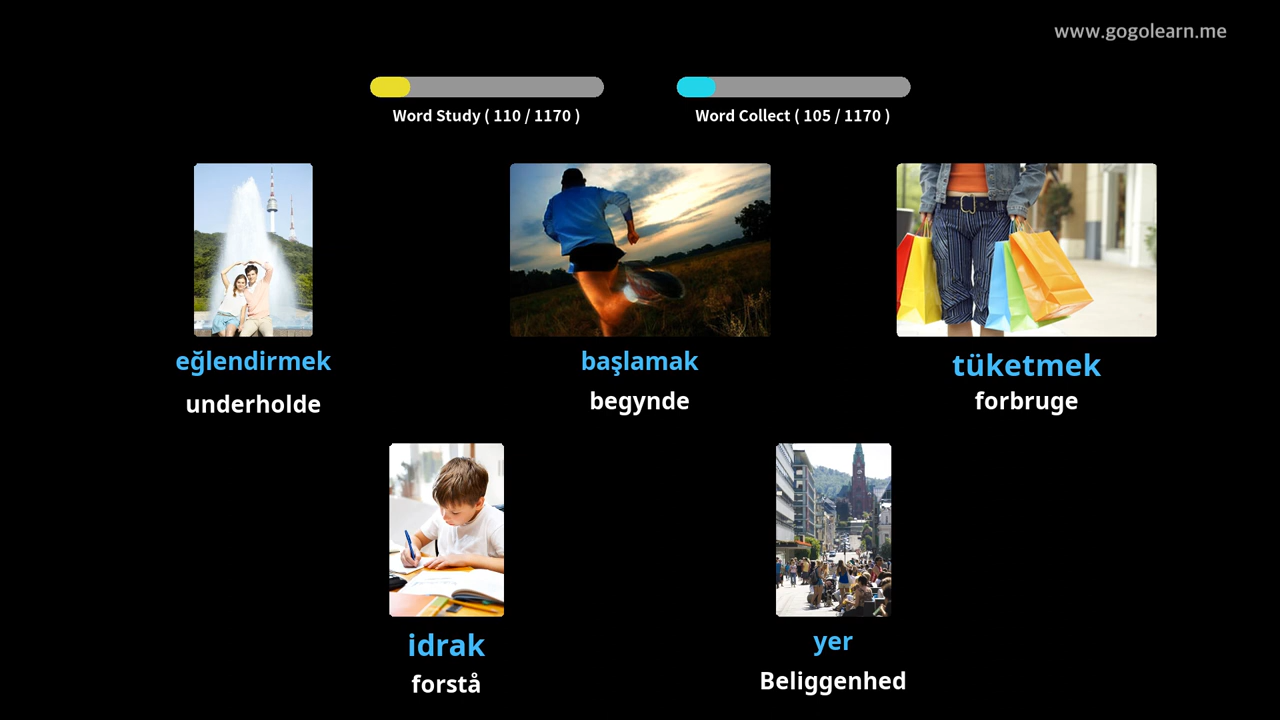 www.gogolearn.me
Word Study ( 110 / 1170 )
Word Collect ( 105 / 1170 )
eğlendirmek
underholde
başlamak
begynde
tüketmek
forbruge
idrak
forstå
yer
Beliggenhed